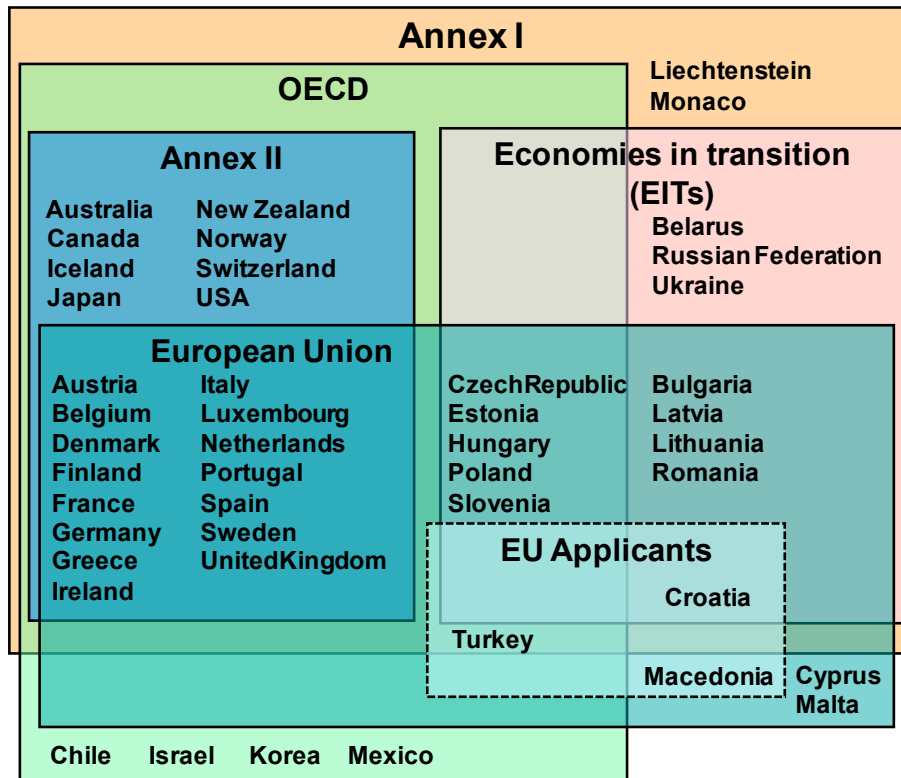 Annex I
OECD
Liechtenstein
Monaco
Annex II
Economies in transition
(EITs)
Australia New Zealand
Canada Norway
Iceland Switzerland
Japan USA
Belarus
Russian Federation
Ukraine
European Union
Austria Italy
Belgium Luxembourg
Denmark Netherlands
Finland Portugal
France Spain
Germany Sweden
Greece UnitedKingdom
Ireland
CzechRepublic Bulgaria
Estonia Latvia
Hungary Lithuania
Poland Romania
Slovenia
EU Applicants
Croatia
Turkey
Macedonia
Cyprus
Malta
Chile Israel Korea Mexico